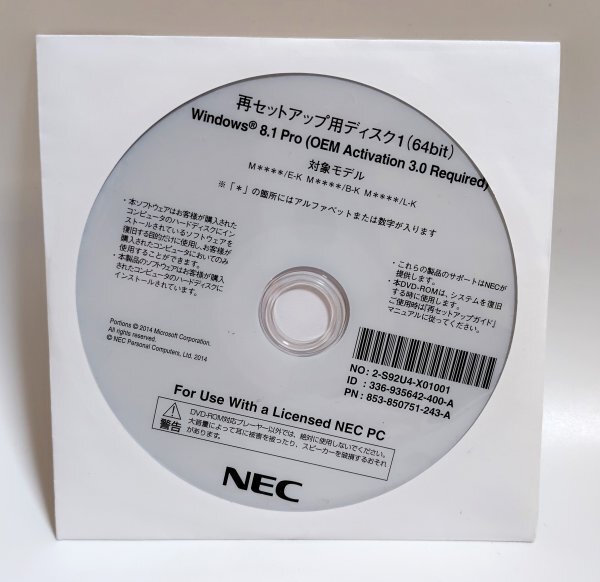 再セットアップ用ディスク1(64bit)
Windows® 8.1 Pro (OEM Activation 3.0 Required)
対象モデル
M****/E-K M****/B-K M****/L-K
※「*」の箇所にはアルファベットまたは数字が入ります
・本ソフトウェアはお客様が購入された
コンピュータのハードディスクにイン
ストールされているソフトウェアを
復旧する目的だけに使用し、お客様が
購入されたコンピュータにおいてのみ
使用することができます。
・本製品のソフトウェアはお客様が購入
されたコンピュータのハードディスクに
インストールされています。
・これらの製品のサポートはNECが
提供します。
・本DVD-ROMは、システムを復旧
する時に使用します。
ご使用時は「再セットアップガイド」
マニュアルに従ってください。
Portions © 2014 Microsoft Corporation.
All rights reserved.
© NEC Personal Computers, Ltd. 2014
NO : 2-S92U4-X01001
ID : 336-935642-400-A
PN : 853-850751-243-A
For Use With a Licensed NEC PC
警告
DVD-ROM対応プレーヤー以外では、絶対に使用しないでください。
大音量によって耳に被害を被ったり、スピーカーを破損するおそれ
があります。
NEC